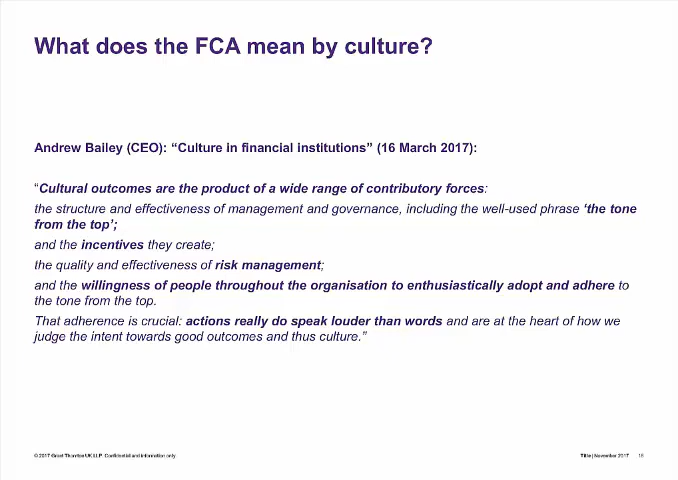 What does the FCA mean by culture?
Andrew Bailey (CEO): “Culture in financial institutions” (16 March 2017):
“Cultural outcomes are the product of a wide range of contributory forces:
the structure and effectiveness of management and governance, including the well-used phrase ‘the tone
from the top’;
and the incentives they create;
the quality and effectiveness of risk management;
and the willingness of people throughout the organisation to enthusiastically adopt and adhere to
the tone from the top.
That adherence is crucial: actions really do speak louder than words and are at the heart of how we
judge the intent towards good outcomes and thus culture.”
© 2017 Grant Thornton UK LLP. Confidential and information only.
Title | November 2017